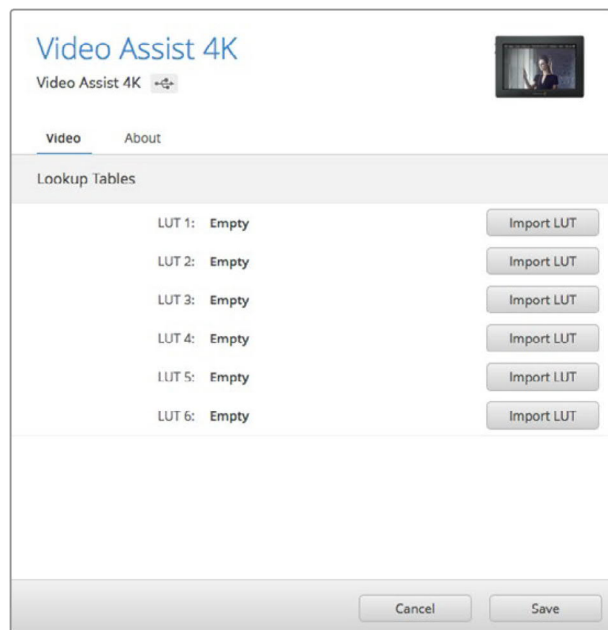 Video Assist 4K
Video Assist 4K
Video About
Lookup Tables
LUT 1: Empty Import LUT
LUT 2: Empty Import LUT
LUT 3: Empty Import LUT
LUT 4: Empty Import LUT
LUT 5: Empty Import LUT
LUT 6: Empty Import LUT
Cancel Save